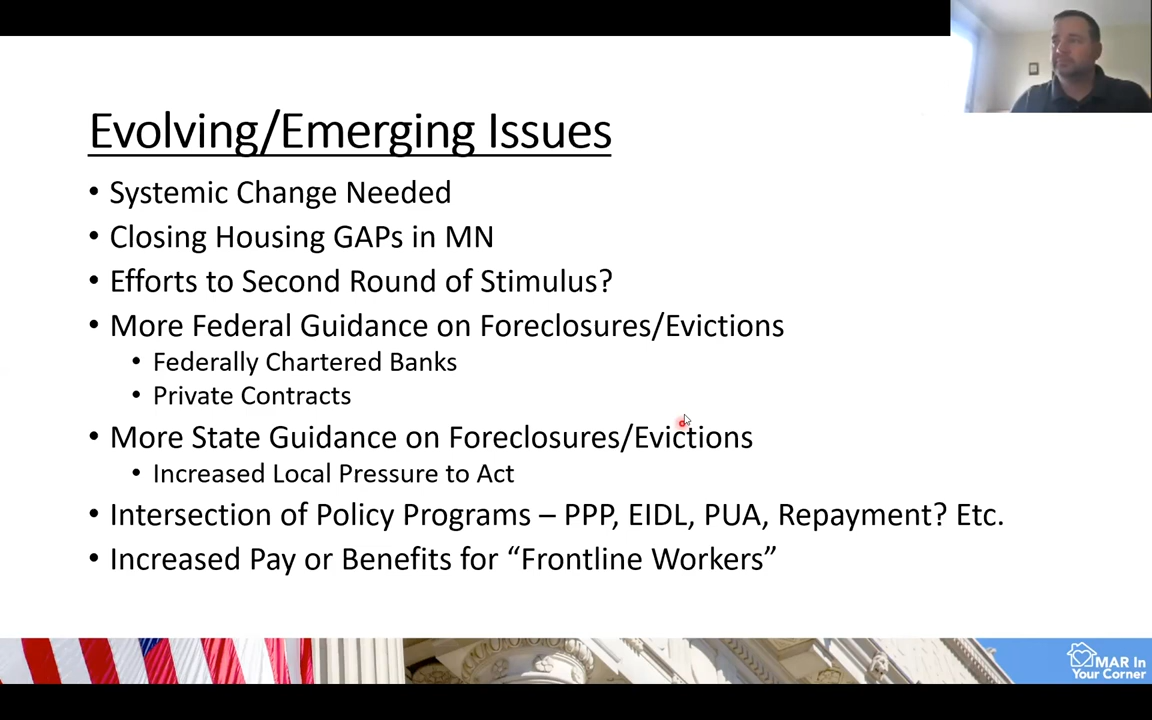 Evolving/Emerging Issues
• Systemic Change Needed
• Closing Housing GAPs in MN
• Efforts to Second Round of Stimulus?
• More Federal Guidance on Foreclosures/Evictions
• Federally Chartered Banks
• Private Contracts
• More State Guidance on Foreclosures/Evictions
• Increased Local Pressure to Act
• Intersection of Policy Programs – PPP, EIDL, PUA, Repayment? Etc.
• Increased Pay or Benefits for “Frontline Workers”
MAR In
Your Corner